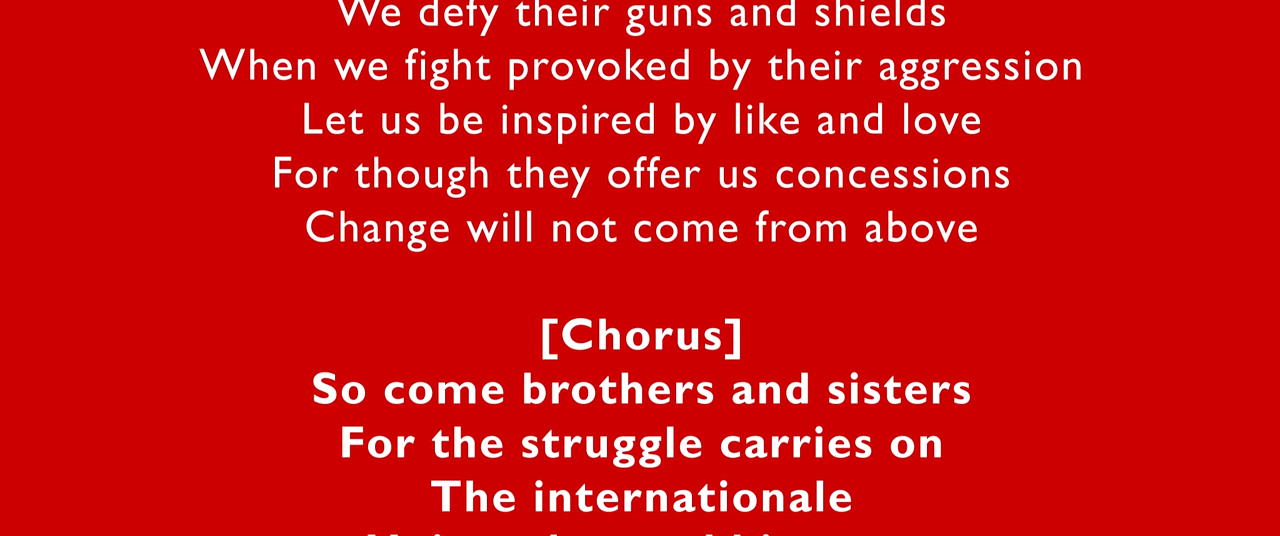 We defy their guns and shields
When we fight provoked by their aggression
Let us be inspired by like and love
For though they offer us concessions
Change will not come from above
[Chorus]
So come brothers and sisters
For the struggle carries on
The internationale